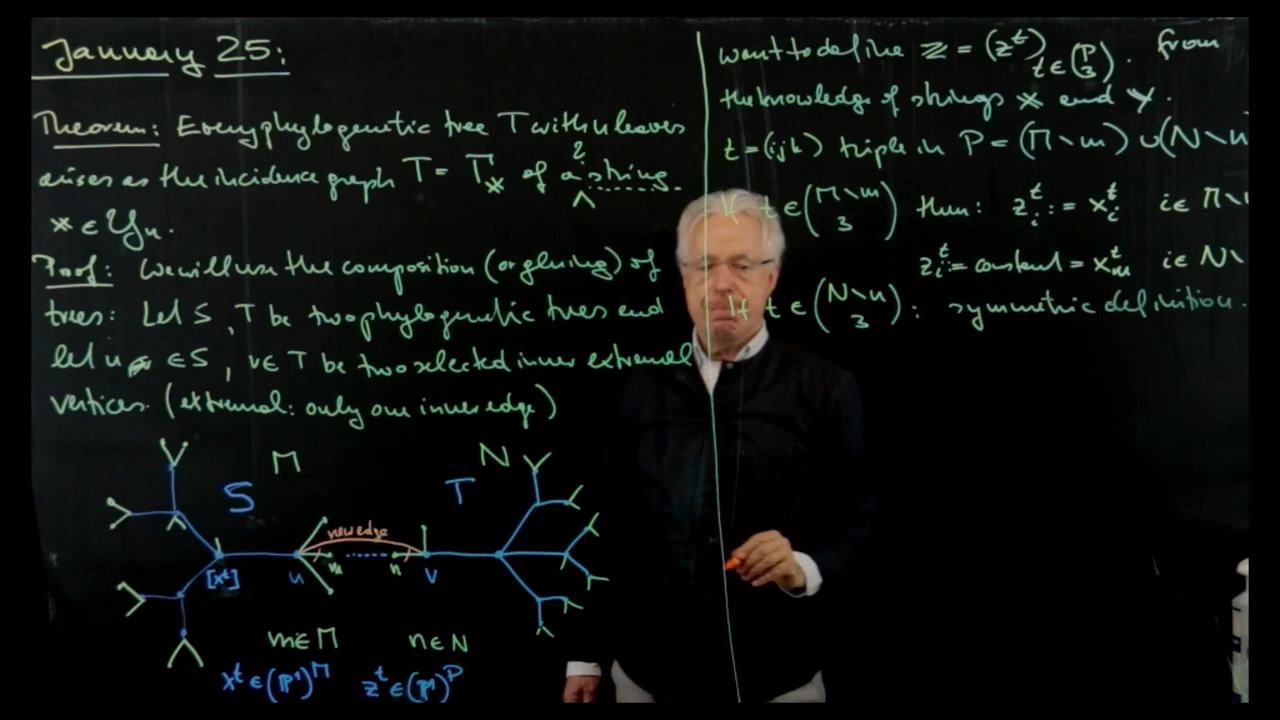 January 25:
Theorem: Every phylogenetic tree T with n leaves
arises as the incidence graph T = T_x of a string
x ∈ Y_n.
Proof: We will use the composition (or gluing) of
trees: Let S, T be two phylogenetic trees and
let u ∈ S, v ∈ T be two selected inner extremal
vertices. (extremal: only one inner edge)
S M
T N
new edge
[x^t] u m n v
m ∈ M n ∈ N
x^t ∈ (P^1)^M z^t ∈ (P^1)^P
want to define z = (z^t)_{t ∈ (P 3)}. from
the knowledge of strings x and y.
t = (ijk) triple in P = (M∖m) ∪ (N∖n
If t ∈ (M∖m 3) then: z_i^t := x_i^t i ∈ M∖
z_i^t := constant = x_m^t i ∈ N∖
If t ∈ (N∖n 3): symmetric definition.